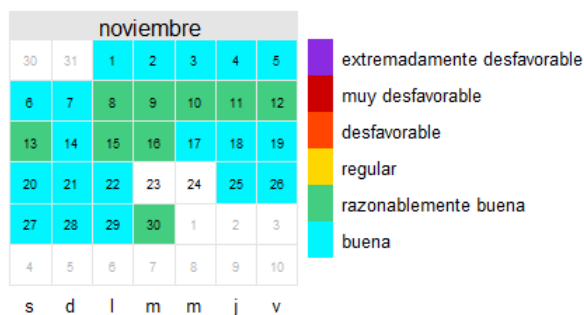 noviembre
30 31 1 2 3 4 5
6 7 8 9 10 11 12
13 14 15 16 17 18 19
20 21 22 23 24 25 26
27 28 29 30 1 2 3
4 5 6 7 8 9 10
s d l m m j v
extremadamente desfavorable
muy desfavorable
desfavorable
regular
razonablemente buena
buena